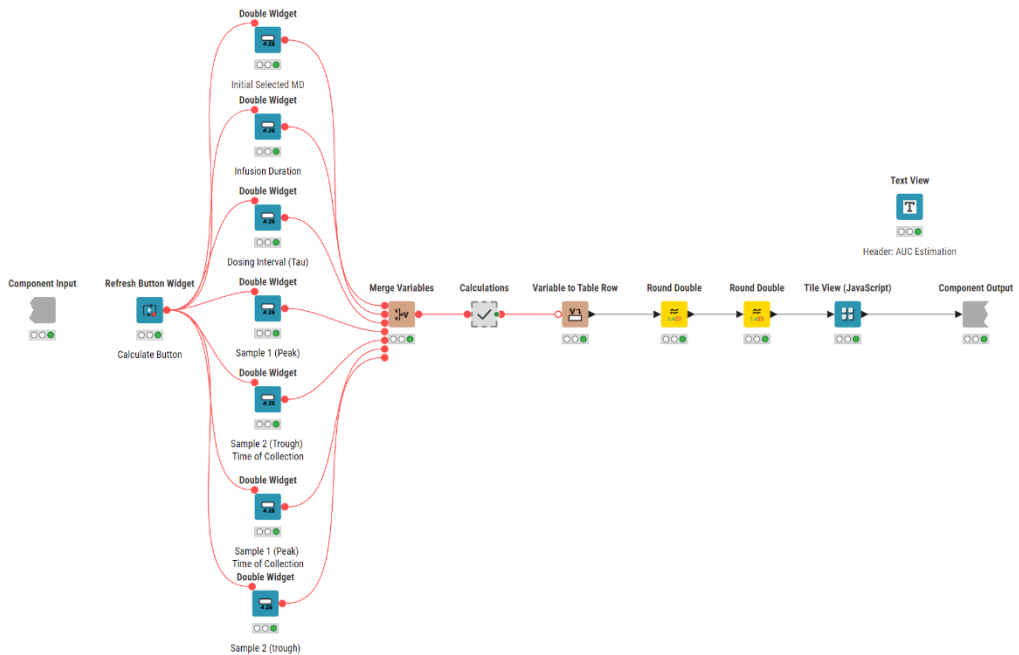 Double Widget
Initial Selected MD
Double Widget
Infusion Duration
Double Widget
Dosing Interval (Tau)
Component Input
Refresh Button Widget
Calculate Button
Double Widget
Sample 1 (Peak)
Double Widget
Sample 2 (Trough)
Time of Collection
Double Widget
Sample 1 (Peak)
Time of Collection
Double Widget
Sample 2 (trough)
Merge Variables
Calculations
Variable to Table Row
Round Double
Round Double
Tile View (JavaScript)
Component Output
Text View
T
Header: AUC Estimation